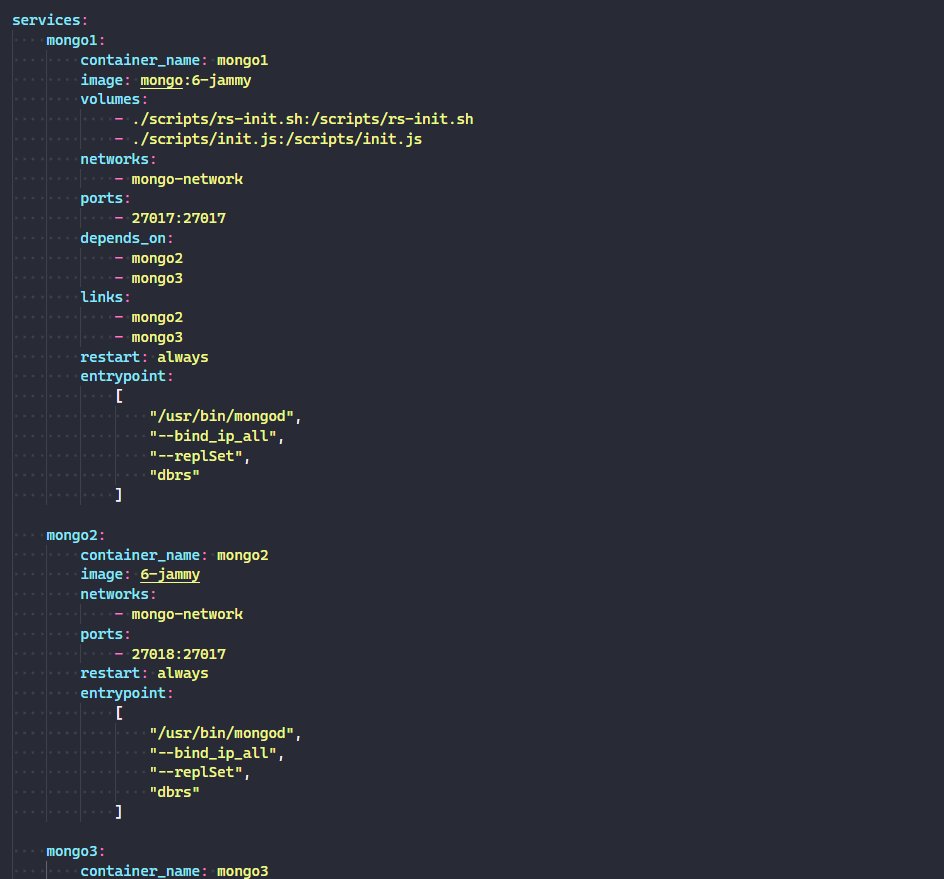 services:
    mongo1:
        container_name: mongo1
        image: mongo:6-jammy
        volumes:
            - ./scripts/rs-init.sh:/scripts/rs-init.sh
            - ./scripts/init.js:/scripts/init.js
        networks:
            - mongo-network
        ports:
            - 27017:27017
        depends_on:
            - mongo2
            - mongo3
        links:
            - mongo2
            - mongo3
        restart: always
        entrypoint:
            [
                "/usr/bin/mongod",
                "--bind_ip_all",
                "--replSet",
                "dbrs"
            ]

    mongo2:
        container_name: mongo2
        image: 6-jammy
        networks:
            - mongo-network
        ports:
            - 27018:27017
        restart: always
        entrypoint:
            [
                "/usr/bin/mongod",
                "--bind_ip_all",
                "--replSet",
                "dbrs"
            ]

    mongo3:
        container_name: mongo3